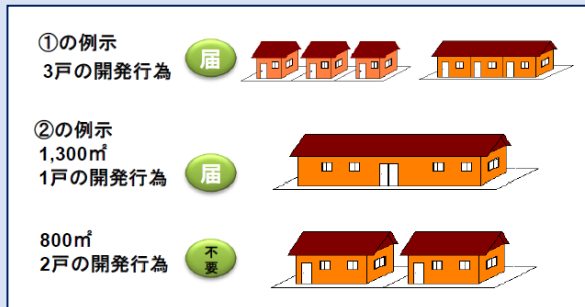 ①の例示
3戸の開発行為
届
②の例示
1,300㎡
1戸の開発行為
届
800㎡
2戸の開発行為
不
要